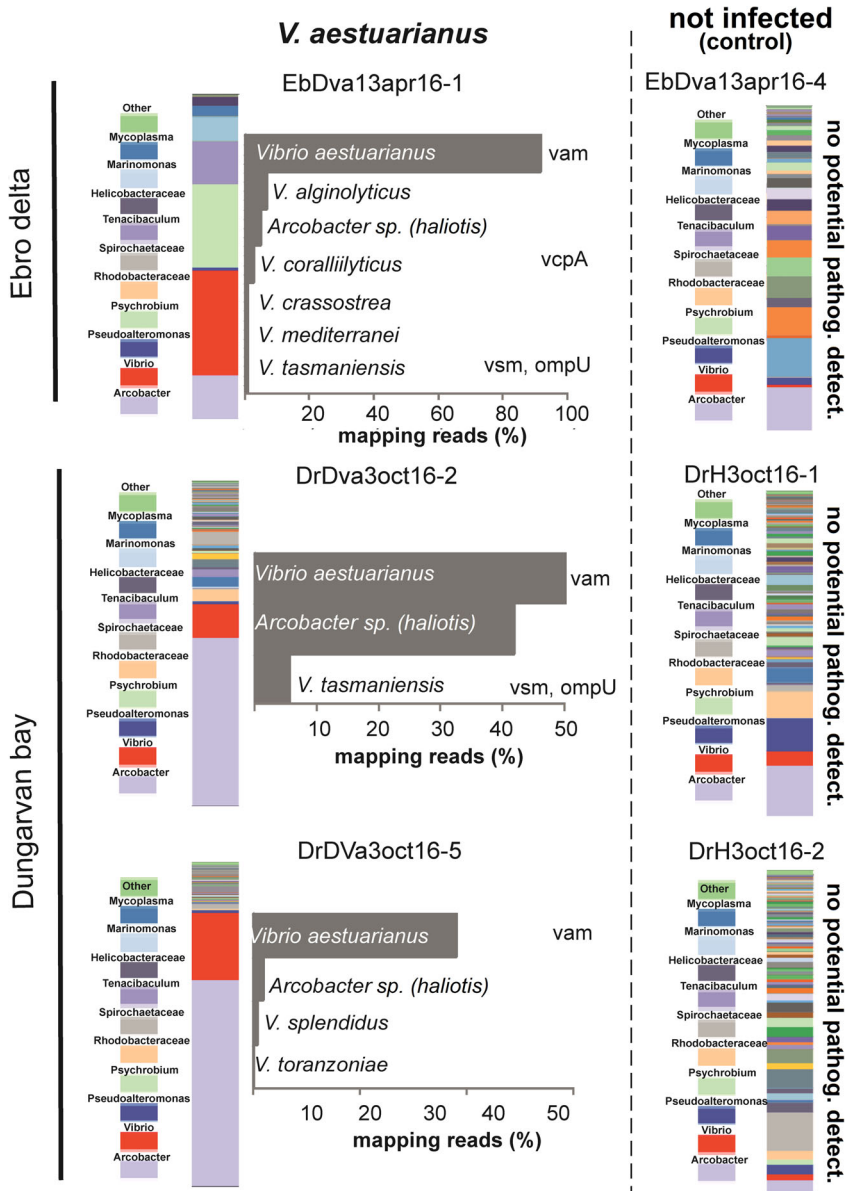 V. aestuarianus
not infected
(control)
Ebro delta
EbDva13apr16-1
Other
Mycoplasma
Marinomonas
Helicobacteraceae
Tenacibaculum
Spirochaetaceae
Rhodobacteraceae
Psychrobium
Pseudoalteromonas
Vibrio
Arcobacter
Vibrio aestuarianus
vam
V. alginolyticus
Arcobacter sp. (haliotis)
V. coralliilyticus
vcpA
V. crassostrea
V. mediterranei
V. tasmaniensis
vsm, ompU
20 40 60 80 100
mapping reads (%)
EbDva13apr16-4
Other
Mycoplasma
Marinomonas
Helicobacteraceae
Tenacibaculum
Spirochaetaceae
Rhodobacteraceae
Psychrobium
Pseudoalteromonas
Vibrio
Arcobacter
no potential pathog. detect.
Dungarvan bay
DrDva3oct16-2
Other
Mycoplasma
Marinomonas
Helicobacteraceae
Tenacibaculum
Spirochaetaceae
Rhodobacteraceae
Psychrobium
Pseudoalteromonas
Vibrio
Arcobacter
Vibrio aestuarianus
vam
Arcobacter sp. (haliotis)
V. tasmaniensis
vsm, ompU
10 20 30 40 50
mapping reads (%)
DrH3oct16-1
Other
Mycoplasma
Marinomonas
Helicobacteraceae
Tenacibaculum
Spirochaetaceae
Rhodobacteraceae
Psychrobium
Pseudoalteromonas
Vibrio
Arcobacter
no potential pathog. detect.
DrDVa3oct16-5
Other
Mycoplasma
Marinomonas
Helicobacteraceae
Tenacibaculum
Spirochaetaceae
Rhodobacteraceae
Psychrobium
Pseudoalteromonas
Vibrio
Arcobacter
Vibrio aestuarianus
vam
Arcobacter sp. (haliotis)
V. splendidus
V. toranzoniae
10 20 30 40 50
mapping reads (%)
DrH3oct16-2
Other
Mycoplasma
Marinomonas
Helicobacteraceae
Tenacibaculum
Spirochaetaceae
Rhodobacteraceae
Psychrobium
Pseudoalteromonas
Vibrio
Arcobacter
no potential pathog. detect.